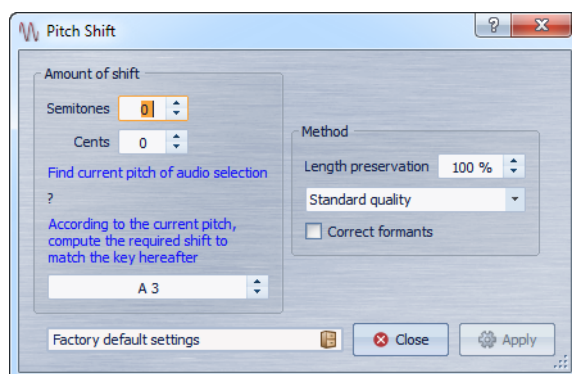 Pitch Shift
?
Amount of shift
Semitones 0
Cents 0
Find current pitch of audio selection
?
According to the current pitch,
compute the required shift to
match the key hereafter
A 3
Method
Length preservation 100 %
Standard quality
Correct formants
Factory default settings
Close
Apply